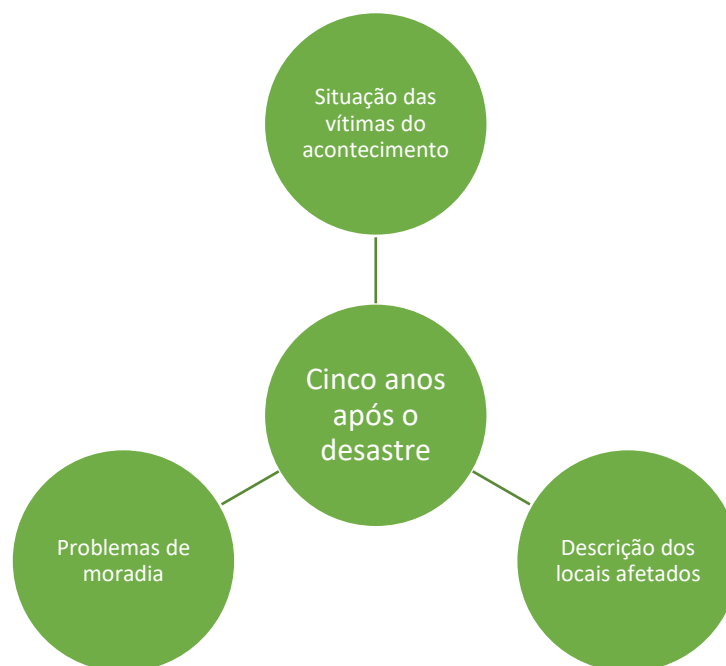 Situação das
vítimas do
acontecimento
Cinco anos
após o
desastre
Problemas de
moradia
Descrição dos
locais afetados